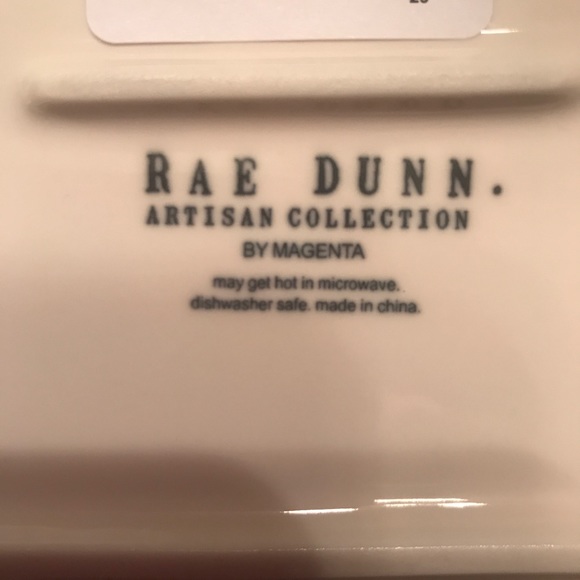 RAE DUNN.
ARTISAN COLLECTION
BY MAGENTA
may get hot in microwave.
dishwasher safe. made in china.